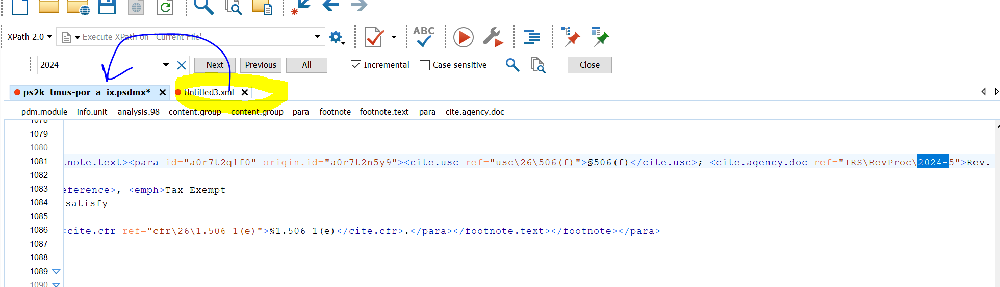 XPath 2.0 Execute XPath on 'Current File' ABC
2024- Next Previous All Incremental Case sensitive Close
ps2k_tmus-por_a_ix.psdmx* Untitled3.xml
pdm.module info.unit analysis.98 content.group content.group para footnote footnote.text para cite.agency.doc
1078
1079
1080
1081 tnote.text><para id="a0r7t2q1f0" origin.id="a0r7t2n5y9"><cite.usc ref="usc\26\506(f)">§506(f)</cite.usc>; <cite.agency.doc ref="IRS\RevProc\2024-5">Rev.
1082
1083 eference>, <emph>Tax-Exempt
1084 satisfy
1085
1086 <cite.cfr ref="cfr\26\1.506-1(e)">§1.506-1(e)</cite.cfr>.</para></footnote.text></footnote></para>
1087
1088
1089
1090